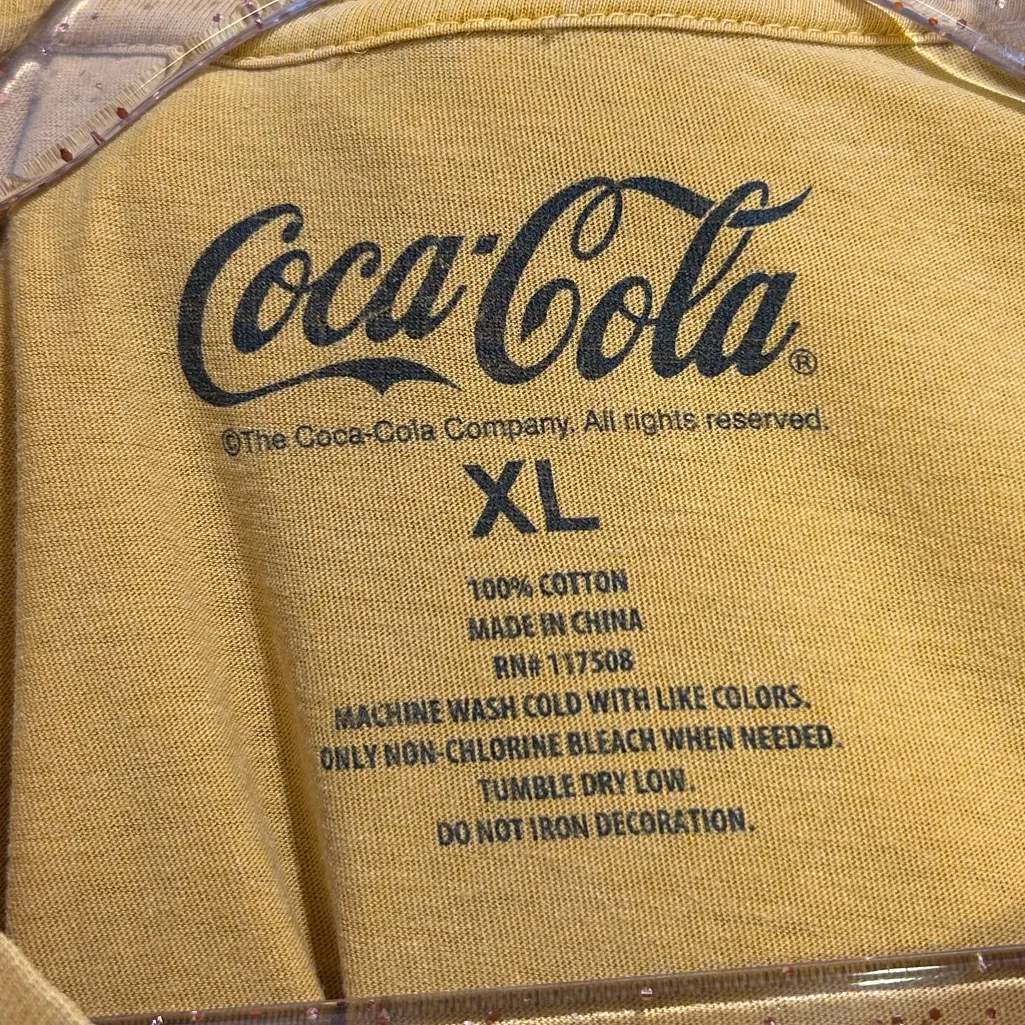 Coca-Cola®
©The Coca-Cola Company. All rights reserved.
XL
100% COTTON
MADE IN CHINA
RN# 117508
MACHINE WASH COLD WITH LIKE COLORS.
ONLY NON-CHLORINE BLEACH WHEN NEEDED.
TUMBLE DRY LOW.
DO NOT IRON DECORATION.